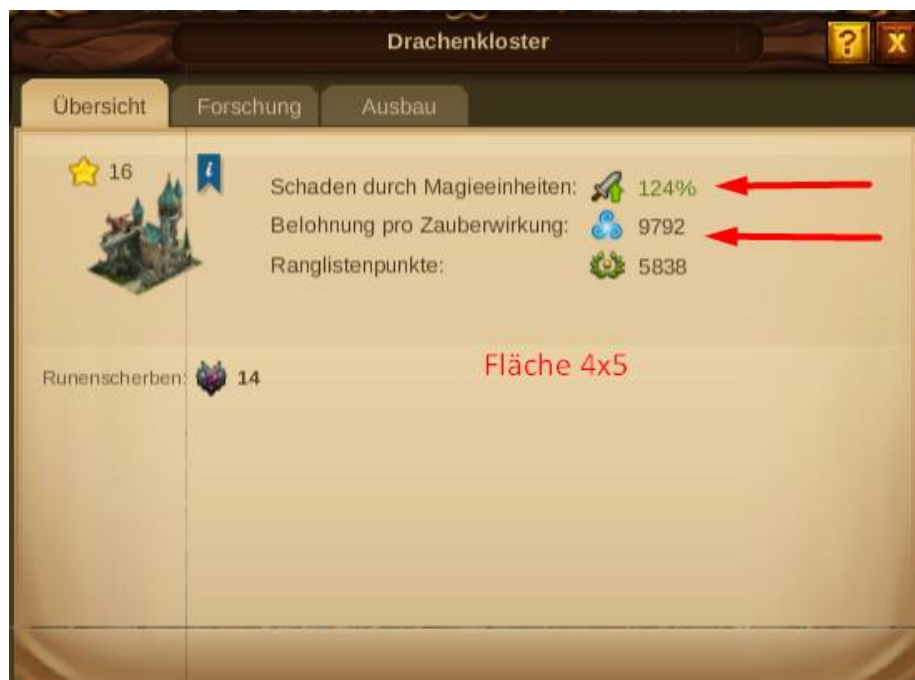 Drachenkloster
? X
Übersicht Forschung Ausbau
16 i
Schaden durch Magieeinheiten: 124%
Belohnung pro Zauberwirkung: 9792
Ranglistenpunkte: 5838
Fläche 4x5
Runenscherben: 14